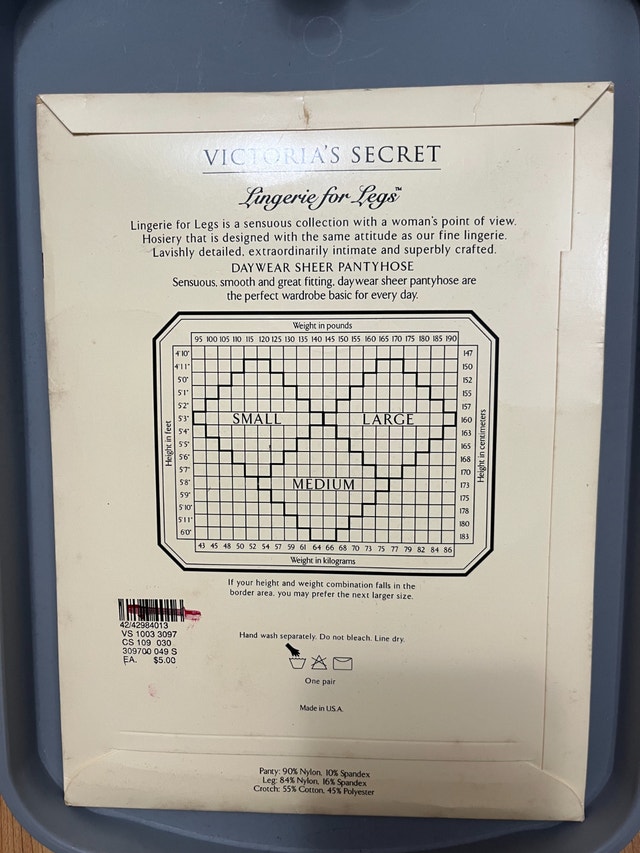 VICTORIA'S SECRET
Lingerie for Legs™
Lingerie for Legs is a sensuous collection with a woman's point of view.
Hosiery that is designed with the same attitude as our fine lingerie.
Lavishly detailed, extraordinarily intimate and superbly crafted.
DAYWEAR SHEER PANTYHOSE
Sensuous, smooth and great fitting, daywear sheer pantyhose are
the perfect wardrobe basic for every day.
Weight in pounds
95 100 105 110 115 120 125 130 135 140 145 150 155 160 165 170 175 180 185 190
4'10" 147
4'11" 150
5'0" 152
5'1" 155
5'2" 157
5'3" SMALL LARGE 160
5'4" 163
5'5" 165
5'6" 168
5'7" 170
5'8" MEDIUM 173
5'9" 175
5'10" 178
5'11" 180
6'0" 183
Height in feet
Height in centimeters
43 45 48 50 52 54 57 59 61 64 66 68 70 73 75 77 79 82 84 86
Weight in kilograms
If your height and weight combination falls in the
border area, you may prefer the next larger size.
42/42984013
VS 1003 3097
CS 109 030
309700 049 S
EA. $5.00
Hand wash separately. Do not bleach. Line dry.
One pair
Made in U.S.A.
Panty: 90% Nylon, 10% Spandex
Leg: 84% Nylon, 16% Spandex
Crotch: 55% Cotton, 45% Polyester